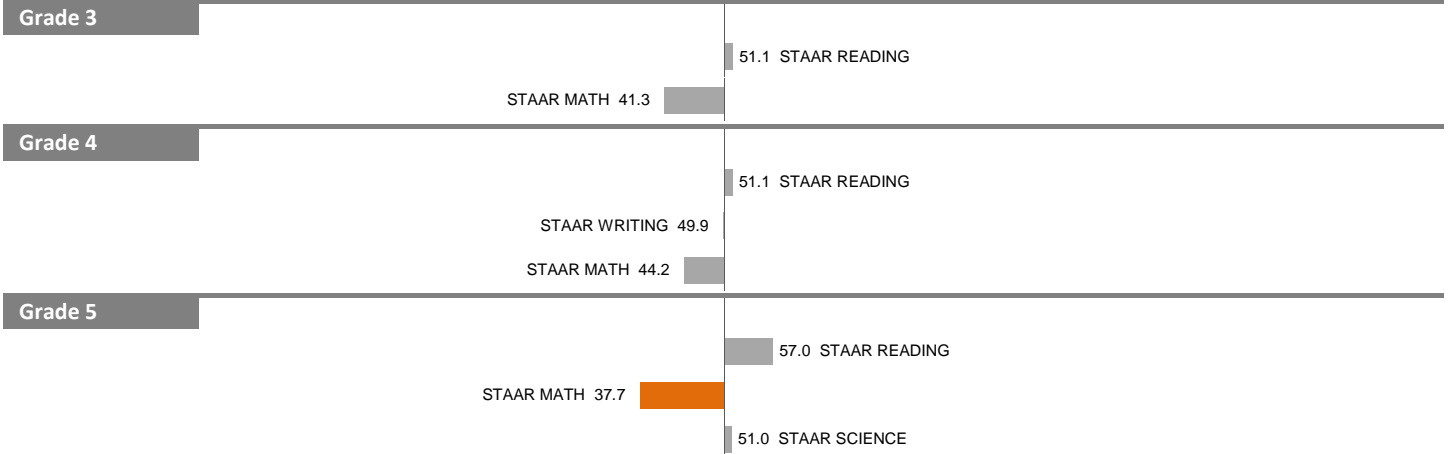 Grade 3
51.1 STAAR READING
STAAR MATH 41.3
Grade 4
51.1 STAAR READING
STAAR WRITING 49.9
STAAR MATH 44.2
Grade 5
57.0 STAAR READING
STAAR MATH 37.7
51.0 STAAR SCIENCE